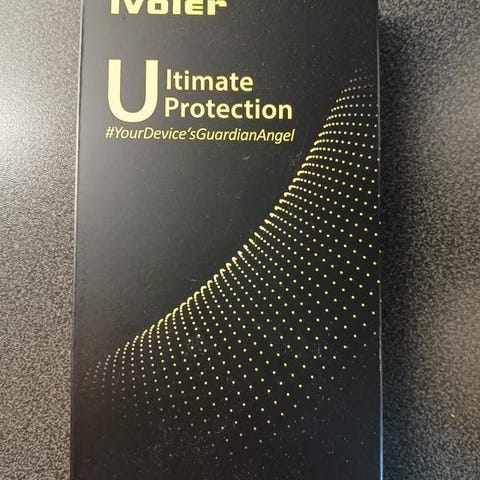 ivoler
Ultimate
Protection
#YourDevice'sGuardianAngel